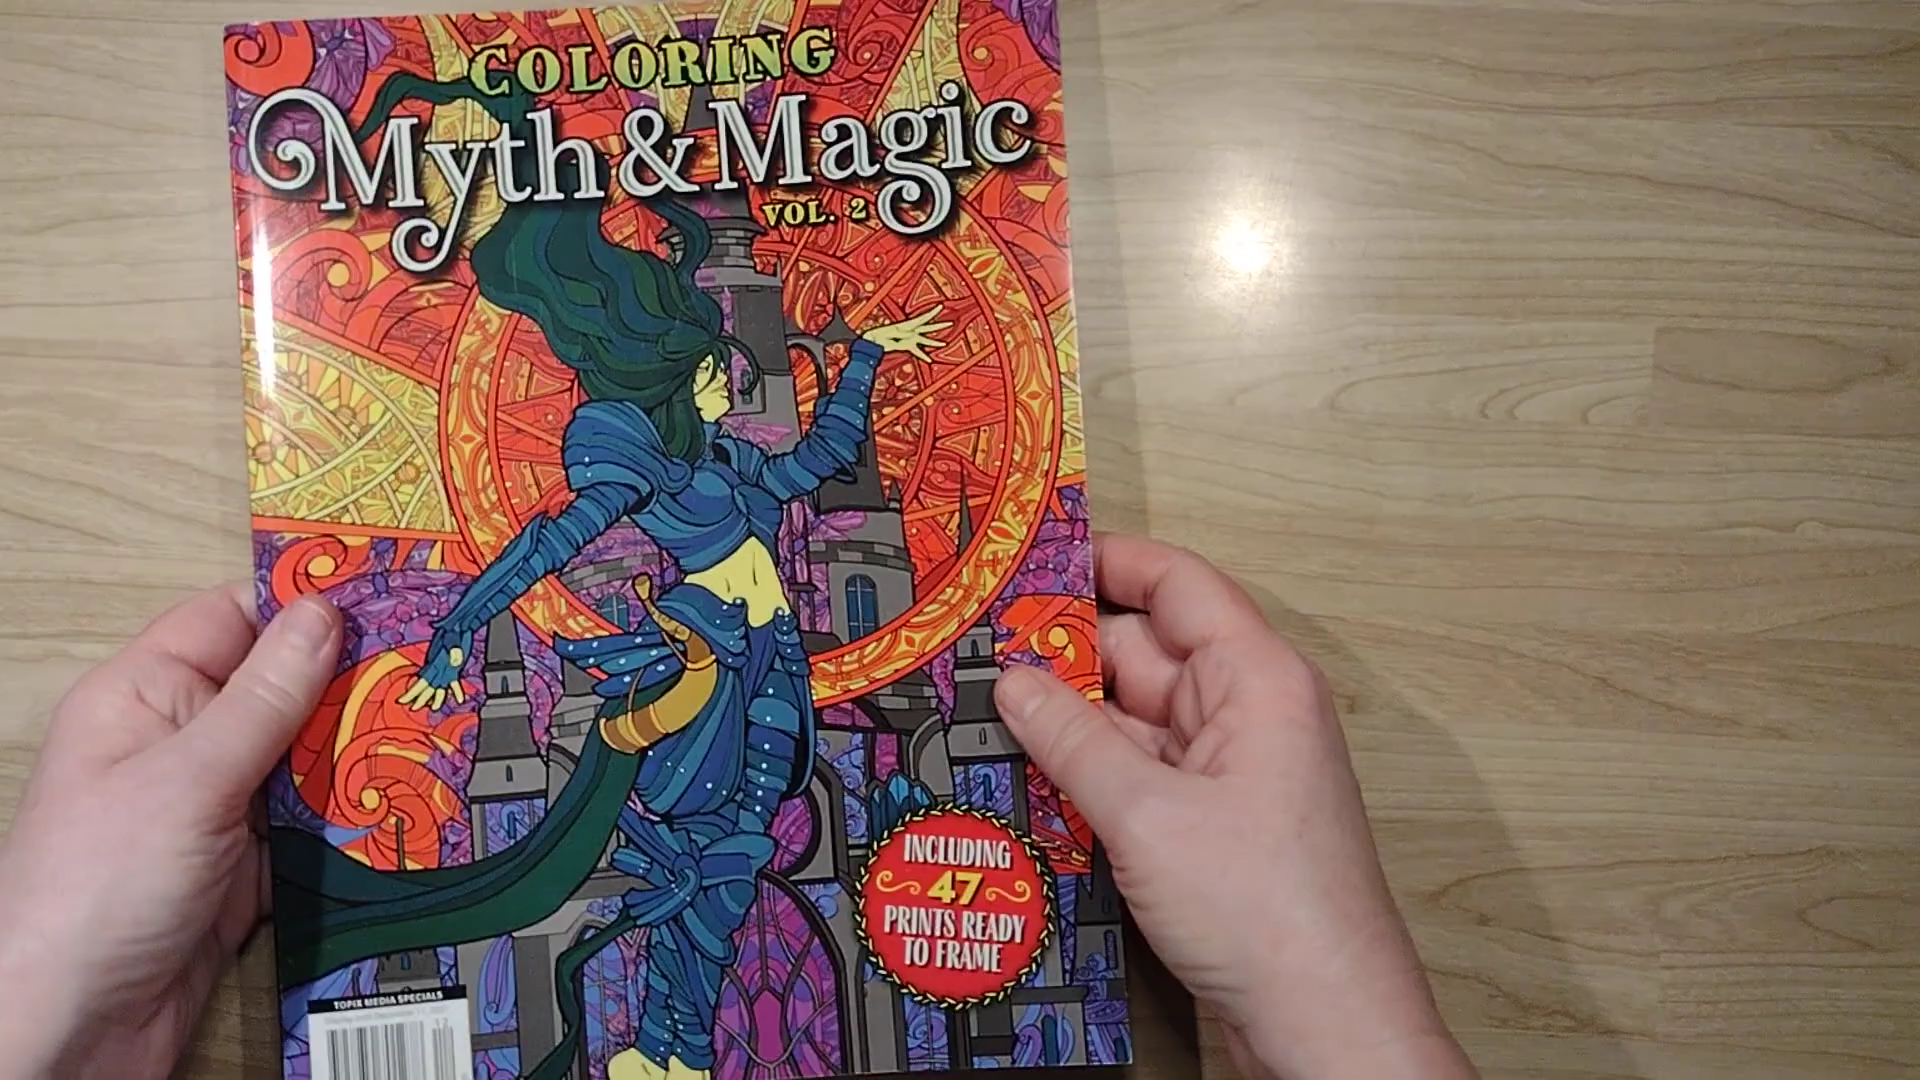 COLORING
Myth & Magic
VOL. 2
INCLUDING
47
PRINTS READY
TO FRAME
TOPIX MEDIA SPECIALS